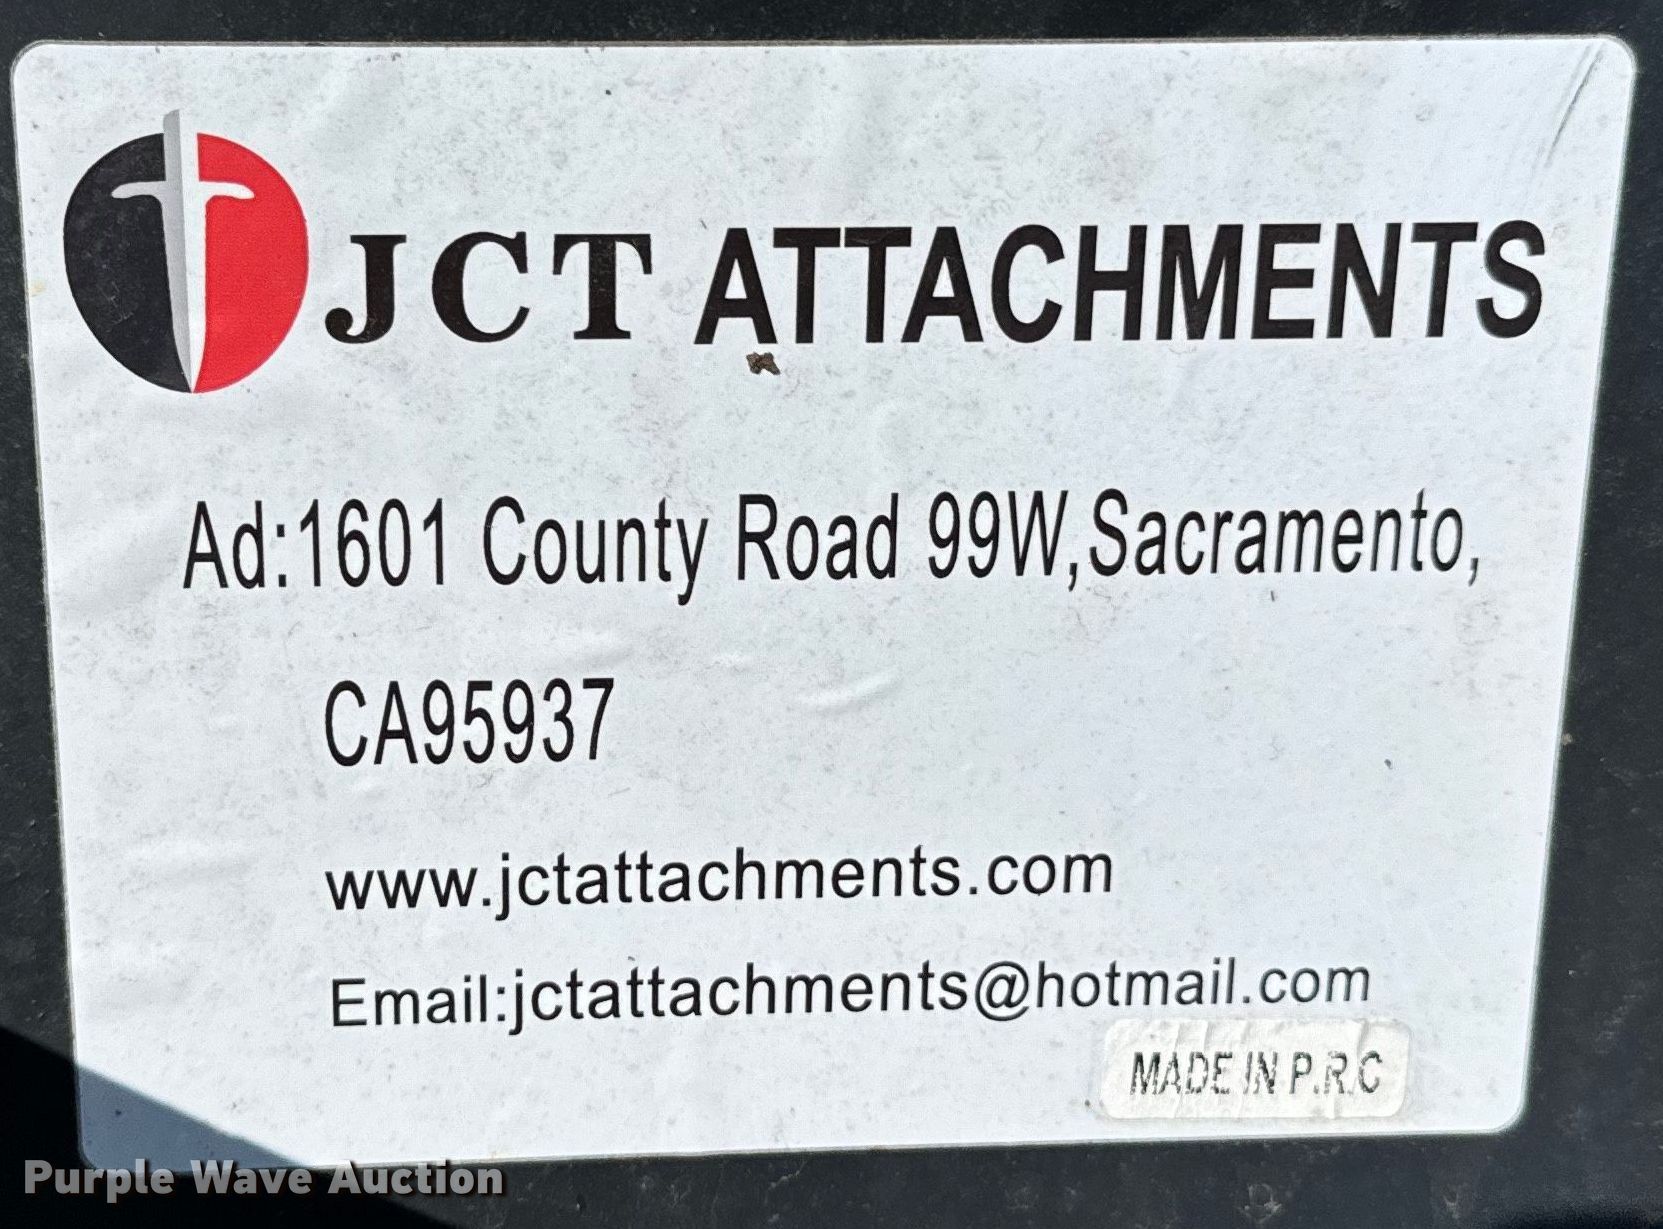 JCT ATTACHMENTS
Ad:1601 County Road 99W,Sacramento,
CA95937
www.jctattachments.com
Email:jctattachments@hotmail.com
MADE IN P.R.C
Purple Wave Auction